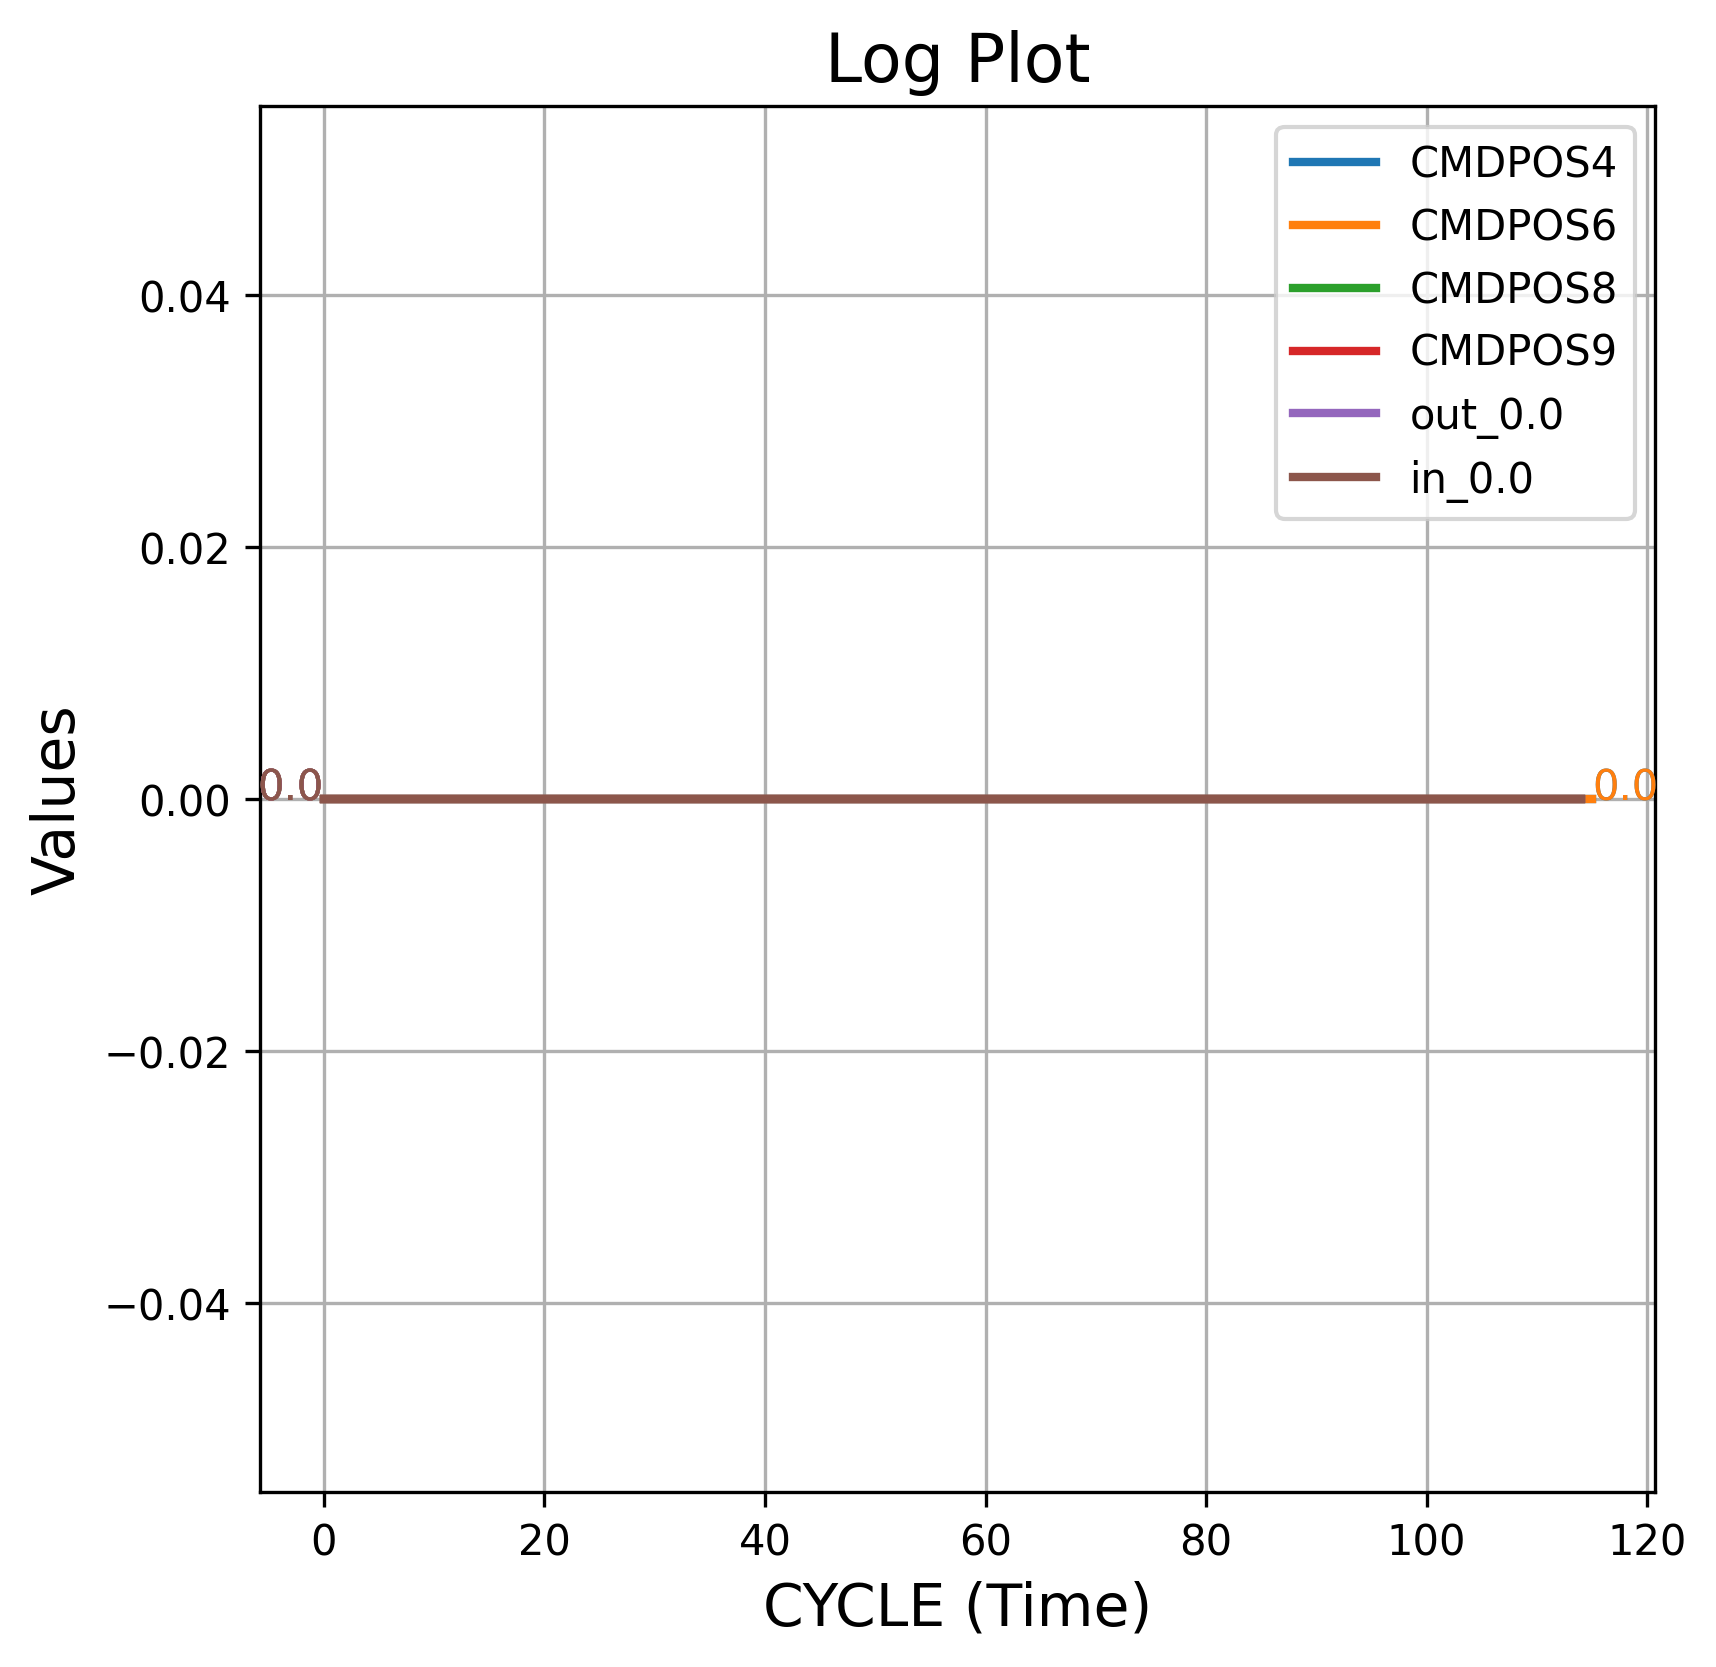 Log Plot
CMDPOS4
CMDPOS6
CMDPOS8
CMDPOS9
out_0.0
in_0.0
Values
0.04
0.02
0.00
−0.02
−0.04
0.0
0.0
0 20 40 60 80 100 120
CYCLE (Time)